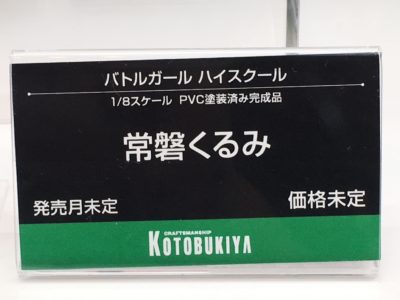 バトルガール ハイスクール
1/8スケール PVC塗装済み完成品
常磐くるみ
発売月未定
価格未定
CRAFTSMANSHIP
KOTOBUKIYA